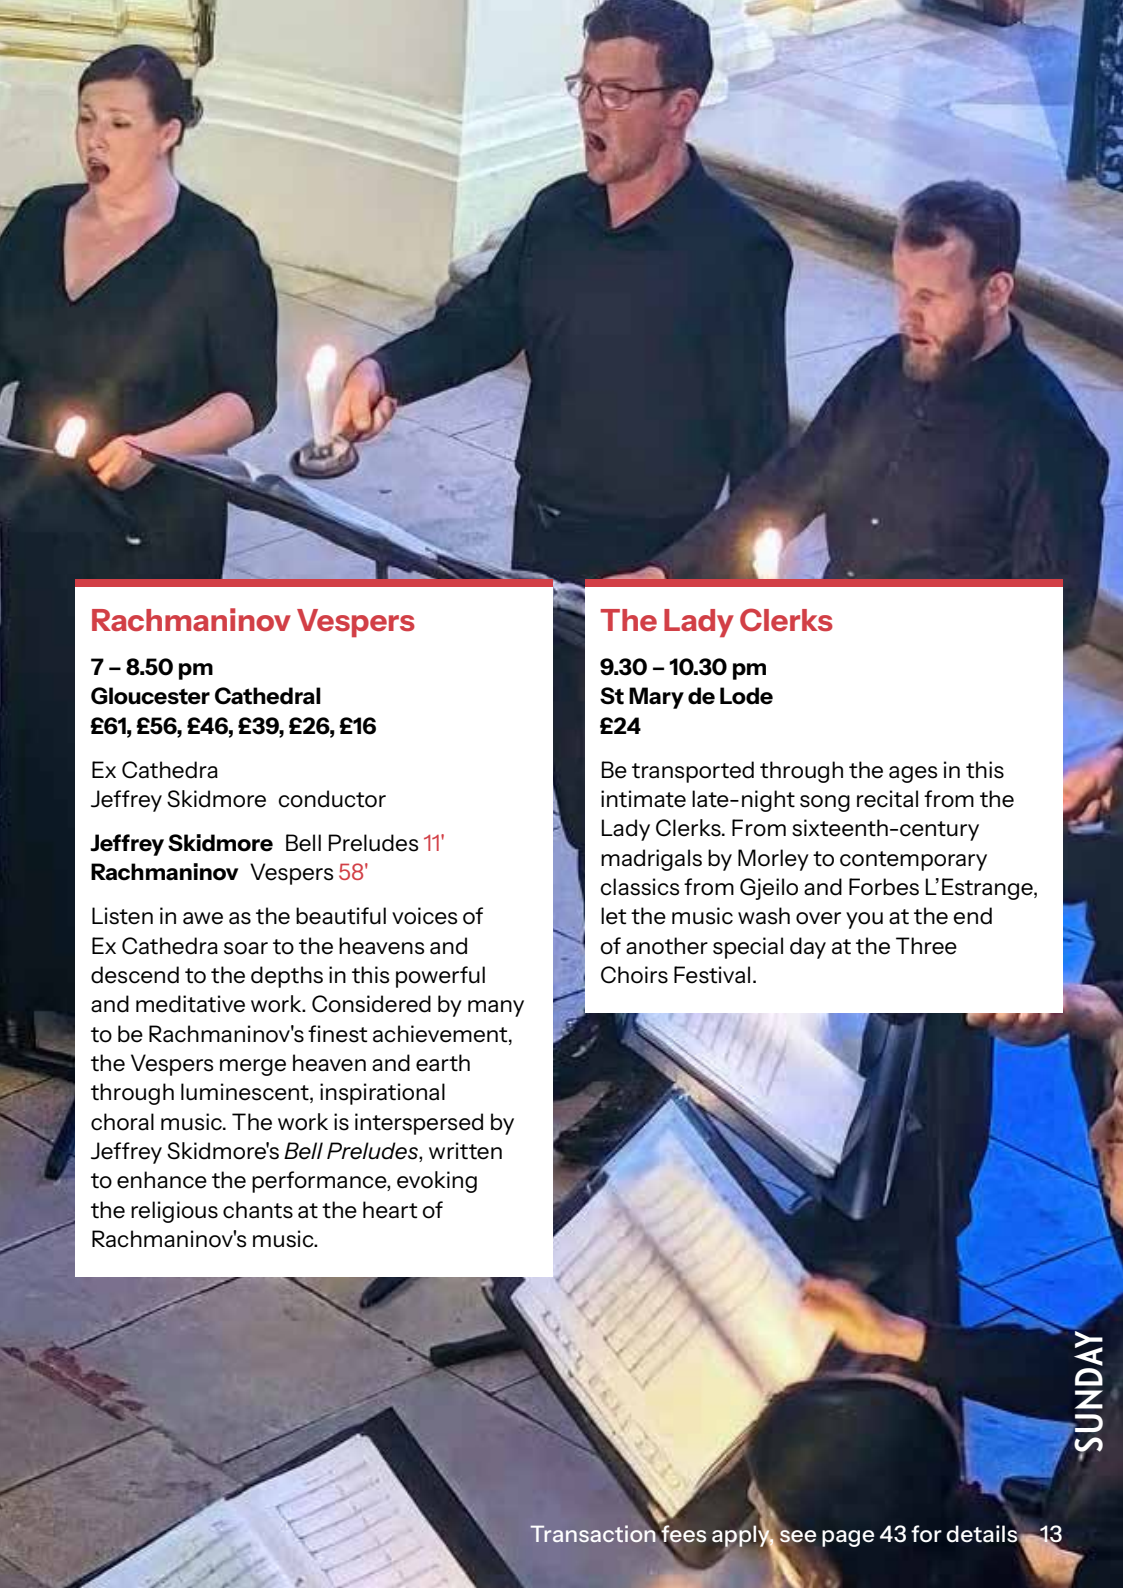 Rachmaninov Vespers
7 – 8.50 pm
Gloucester Cathedral
£61, £56, £46, £39, £26, £16
Ex Cathedra
Jeffrey Skidmore conductor
Jeffrey Skidmore Bell Preludes 11'
Rachmaninov Vespers 58'
Listen in awe as the beautiful voices of
Ex Cathedra soar to the heavens and
descend to the depths in this powerful
and meditative work. Considered by many
to be Rachmaninov's finest achievement,
the Vespers merge heaven and earth
through luminescent, inspirational
choral music. The work is interspersed by
Jeffrey Skidmore's Bell Preludes, written
to enhance the performance, evoking
the religious chants at the heart of
Rachmaninov's music.
The Lady Clerks
9.30 – 10.30 pm
St Mary de Lode
£24
Be transported through the ages in this
intimate late-night song recital from the
Lady Clerks. From sixteenth-century
madrigals by Morley to contemporary
classics from Gjeilo and Forbes L’Estrange,
let the music wash over you at the end
of another special day at the Three
Choirs Festival.
SUNDAY
Transaction fees apply, see page 43 for details 13